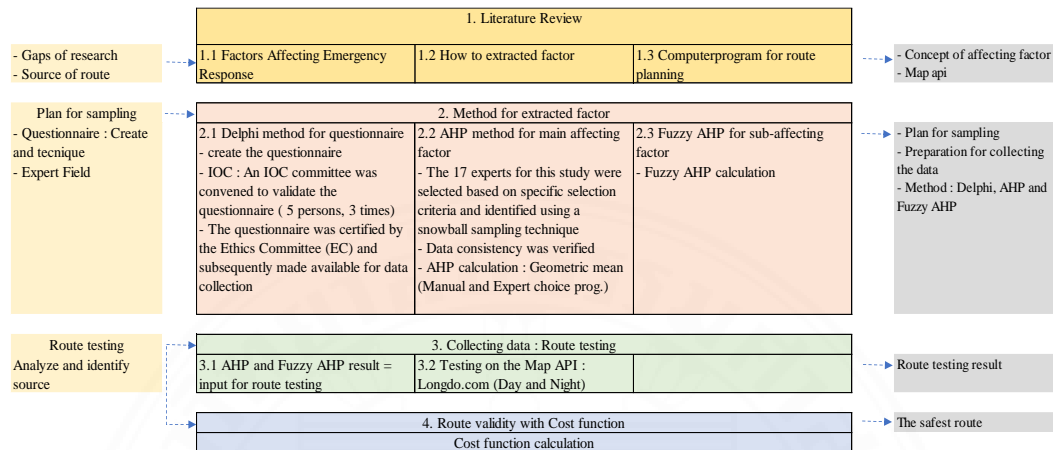 1. Literature Review
- Gaps of research
- Source of route
1.1 Factors Affecting Emergency
Response
1.2 How to extracted factor
1.3 Computerprogram for route
planning
- Concept of affecting factor
- Map api
Plan for sampling
- Questionnaire : Create
and tecnique
- Expert Field
2. Method for extracted factor
2.1 Delphi method for questionnaire
- create the questionnaire
- IOC : An IOC committee was
convened to validate the
questionnaire ( 5 persons, 3 times)
- The questionnaire was certified by
the Ethics Committee (EC) and
subsequently made available for data
collection
2.2 AHP method for main affecting
factor
- The 17 experts for this study were
selected based on specific selection
criteria and identified using a
snowball sampling technique
- Data consistency was verified
- AHP calculation : Geometric mean
(Manual and Expert choice prog.)
2.3 Fuzzy AHP for sub-affecting
factor
- Fuzzy AHP calculation
- Plan for sampling
- Preparation for collecting
the data
- Method : Delphi, AHP and
Fuzzy AHP
Route testing
Analyze and identify
source
3. Collecting data : Route testing
3.1 AHP and Fuzzy AHP result =
input for route testing
3.2 Testing on the Map API :
Longdo.com (Day and Night)
Route testing result
4. Route validity with Cost function
Cost function calculation
The safest route